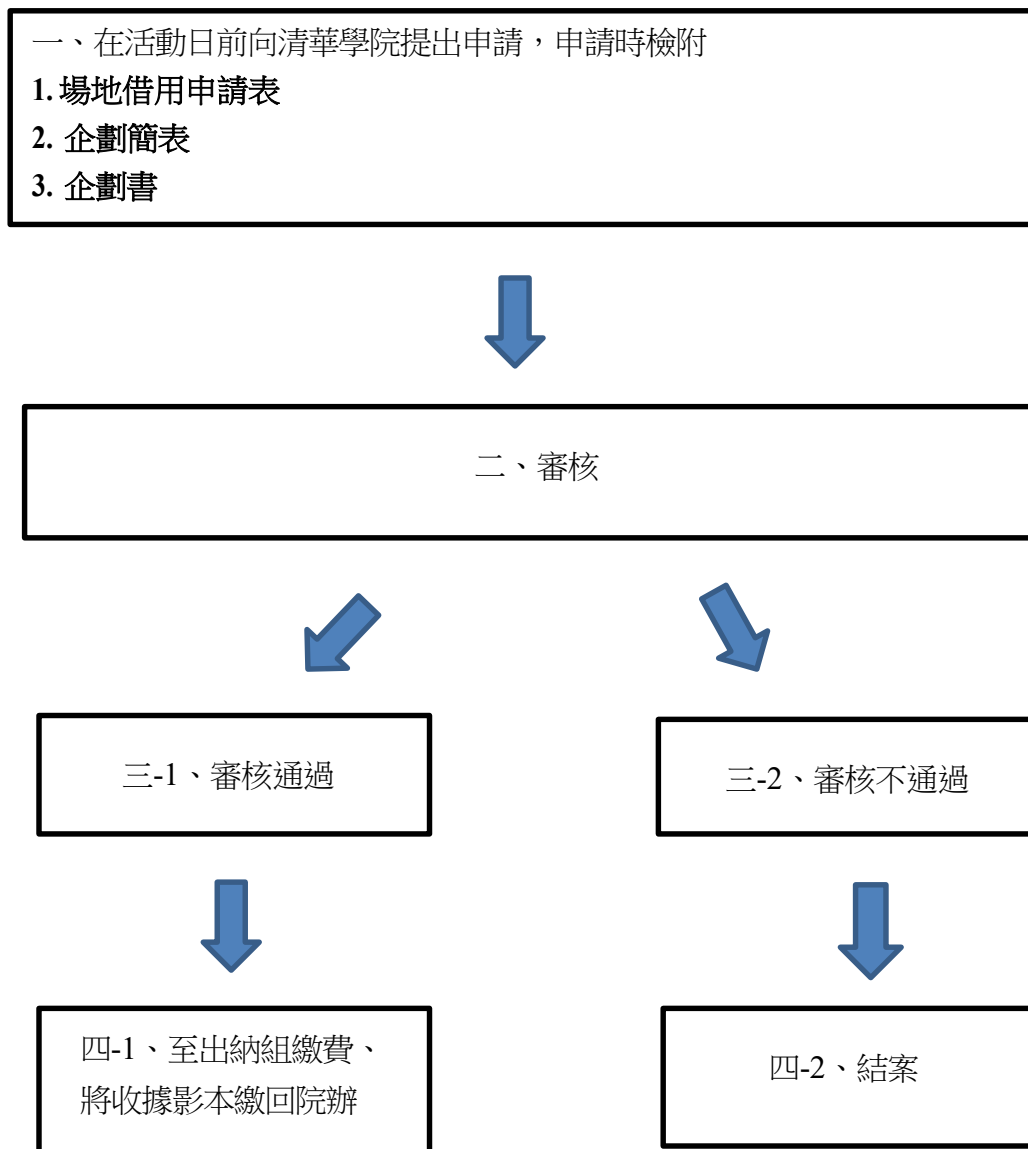 一、在活動日前向清華學院提出申請，申請時檢附
1. 場地借用申請表
2. 企劃簡表
3. 企劃書
二、審核
三-1、審核通過
三-2、審核不通過
四-1、至出納組繳費、
將收據影本繳回院辦
四-2、結案